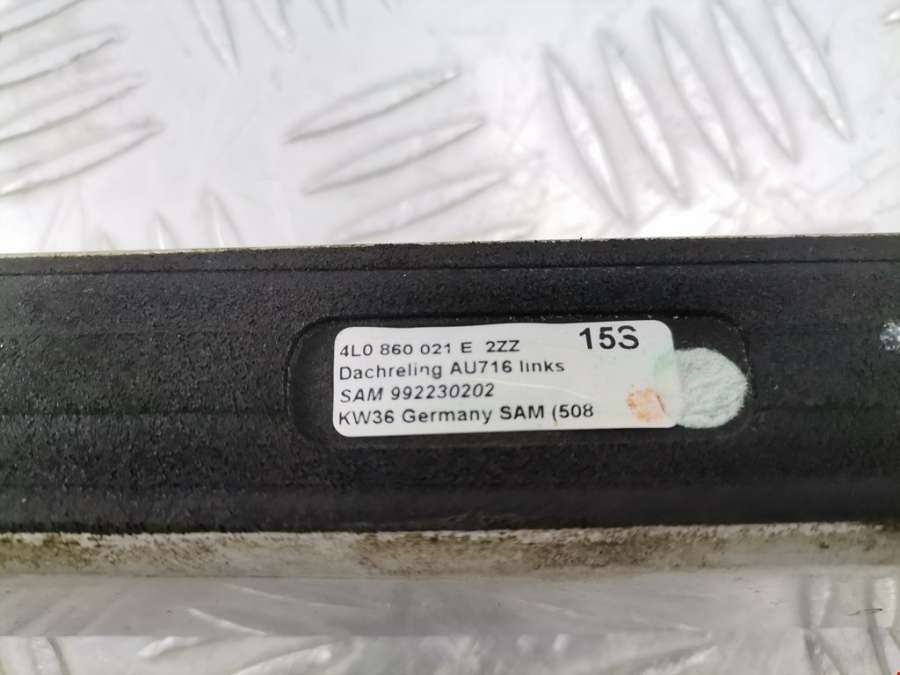 4L0 860 021 E 2ZZ 15S
Dachreling AU716 links
SAM 992230202
KW36 Germany SAM (508